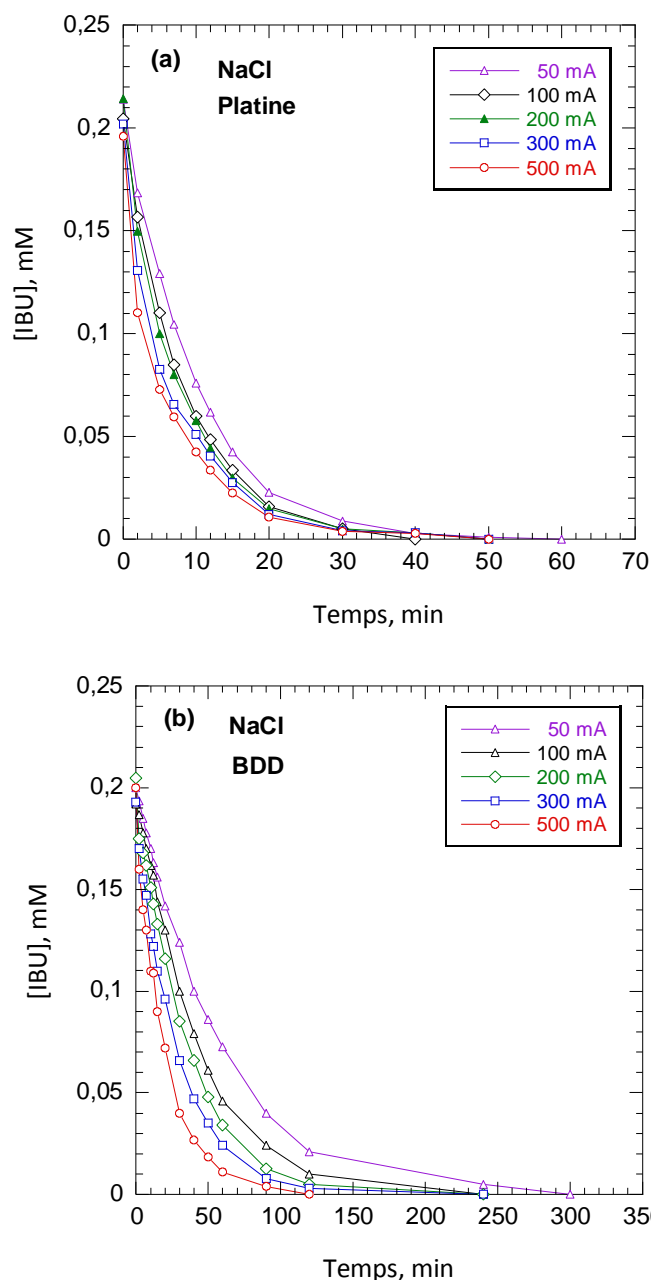 0,25
(a)
NaCl
Platine
50 mA
100 mA
200 mA
300 mA
500 mA
0,2
0,15
0,1
0,05
0
[IBU], mM
0 10 20 30 40 50 60 70
Temps, min
0,25
(b)
NaCl
BDD
50 mA
100 mA
200 mA
300 mA
500 mA
0,2
0,15
0,1
0,05
0
[IBU], mM
0 50 100 150 200 250 300 350
Temps, min